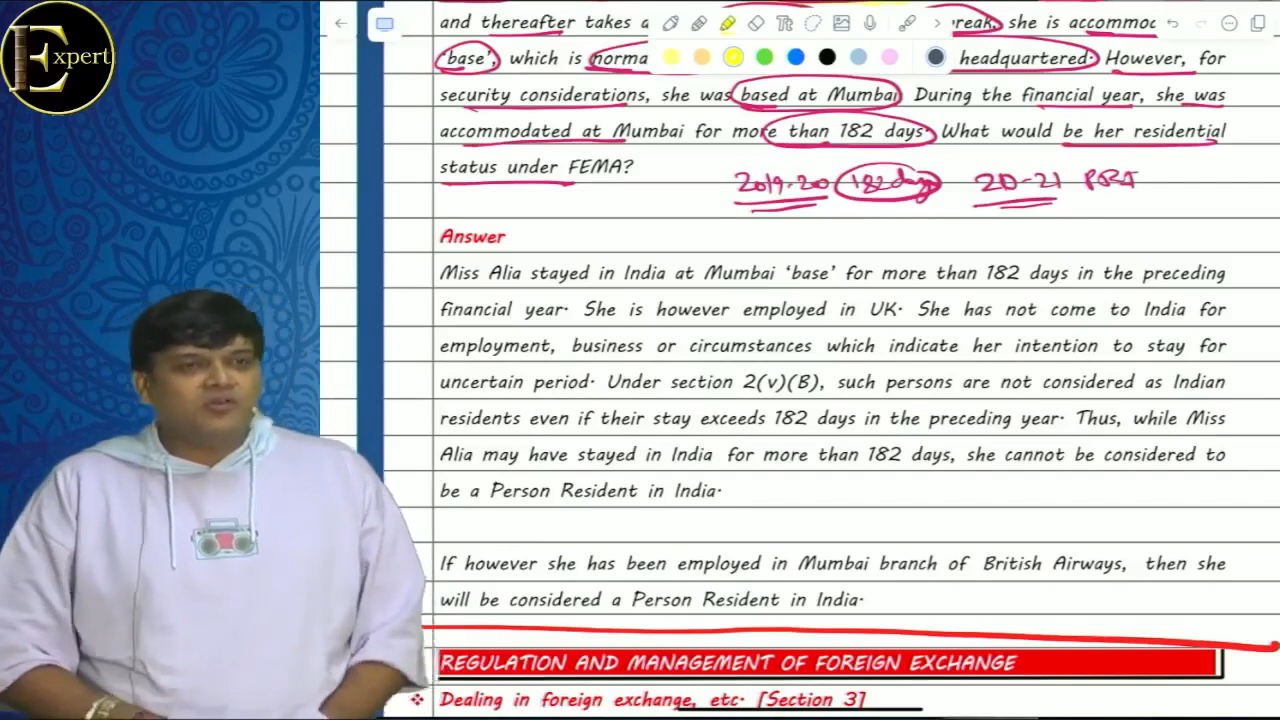 Expert
and thereafter takes a break, she is accommoc
'base', which is norma headquartered. However, for
security considerations, she was based at Mumbai. During the financial year, she was
accommodated at Mumbai for more than 182 days. What would be her residential
status under FEMA?
2019-20 182 days 20-21
Answer
Miss Alia stayed in India at Mumbai 'base' for more than 182 days in the preceding
financial year. She is however employed in UK. She has not come to India for
employment, business or circumstances which indicate her intention to stay for
uncertain period. Under section 2(v)(B), such persons are not considered as Indian
residents even if their stay exceeds 182 days in the preceding year. Thus, while Miss
Alia may have stayed in India for more than 182 days, she cannot be considered to
be a Person Resident in India.
If however she has been employed in Mumbai branch of British Airways, then she
will be considered a Person Resident in India.
REGULATION AND MANAGEMENT OF FOREIGN EXCHANGE
❖ Dealing in foreign exchange, etc. [Section 3]